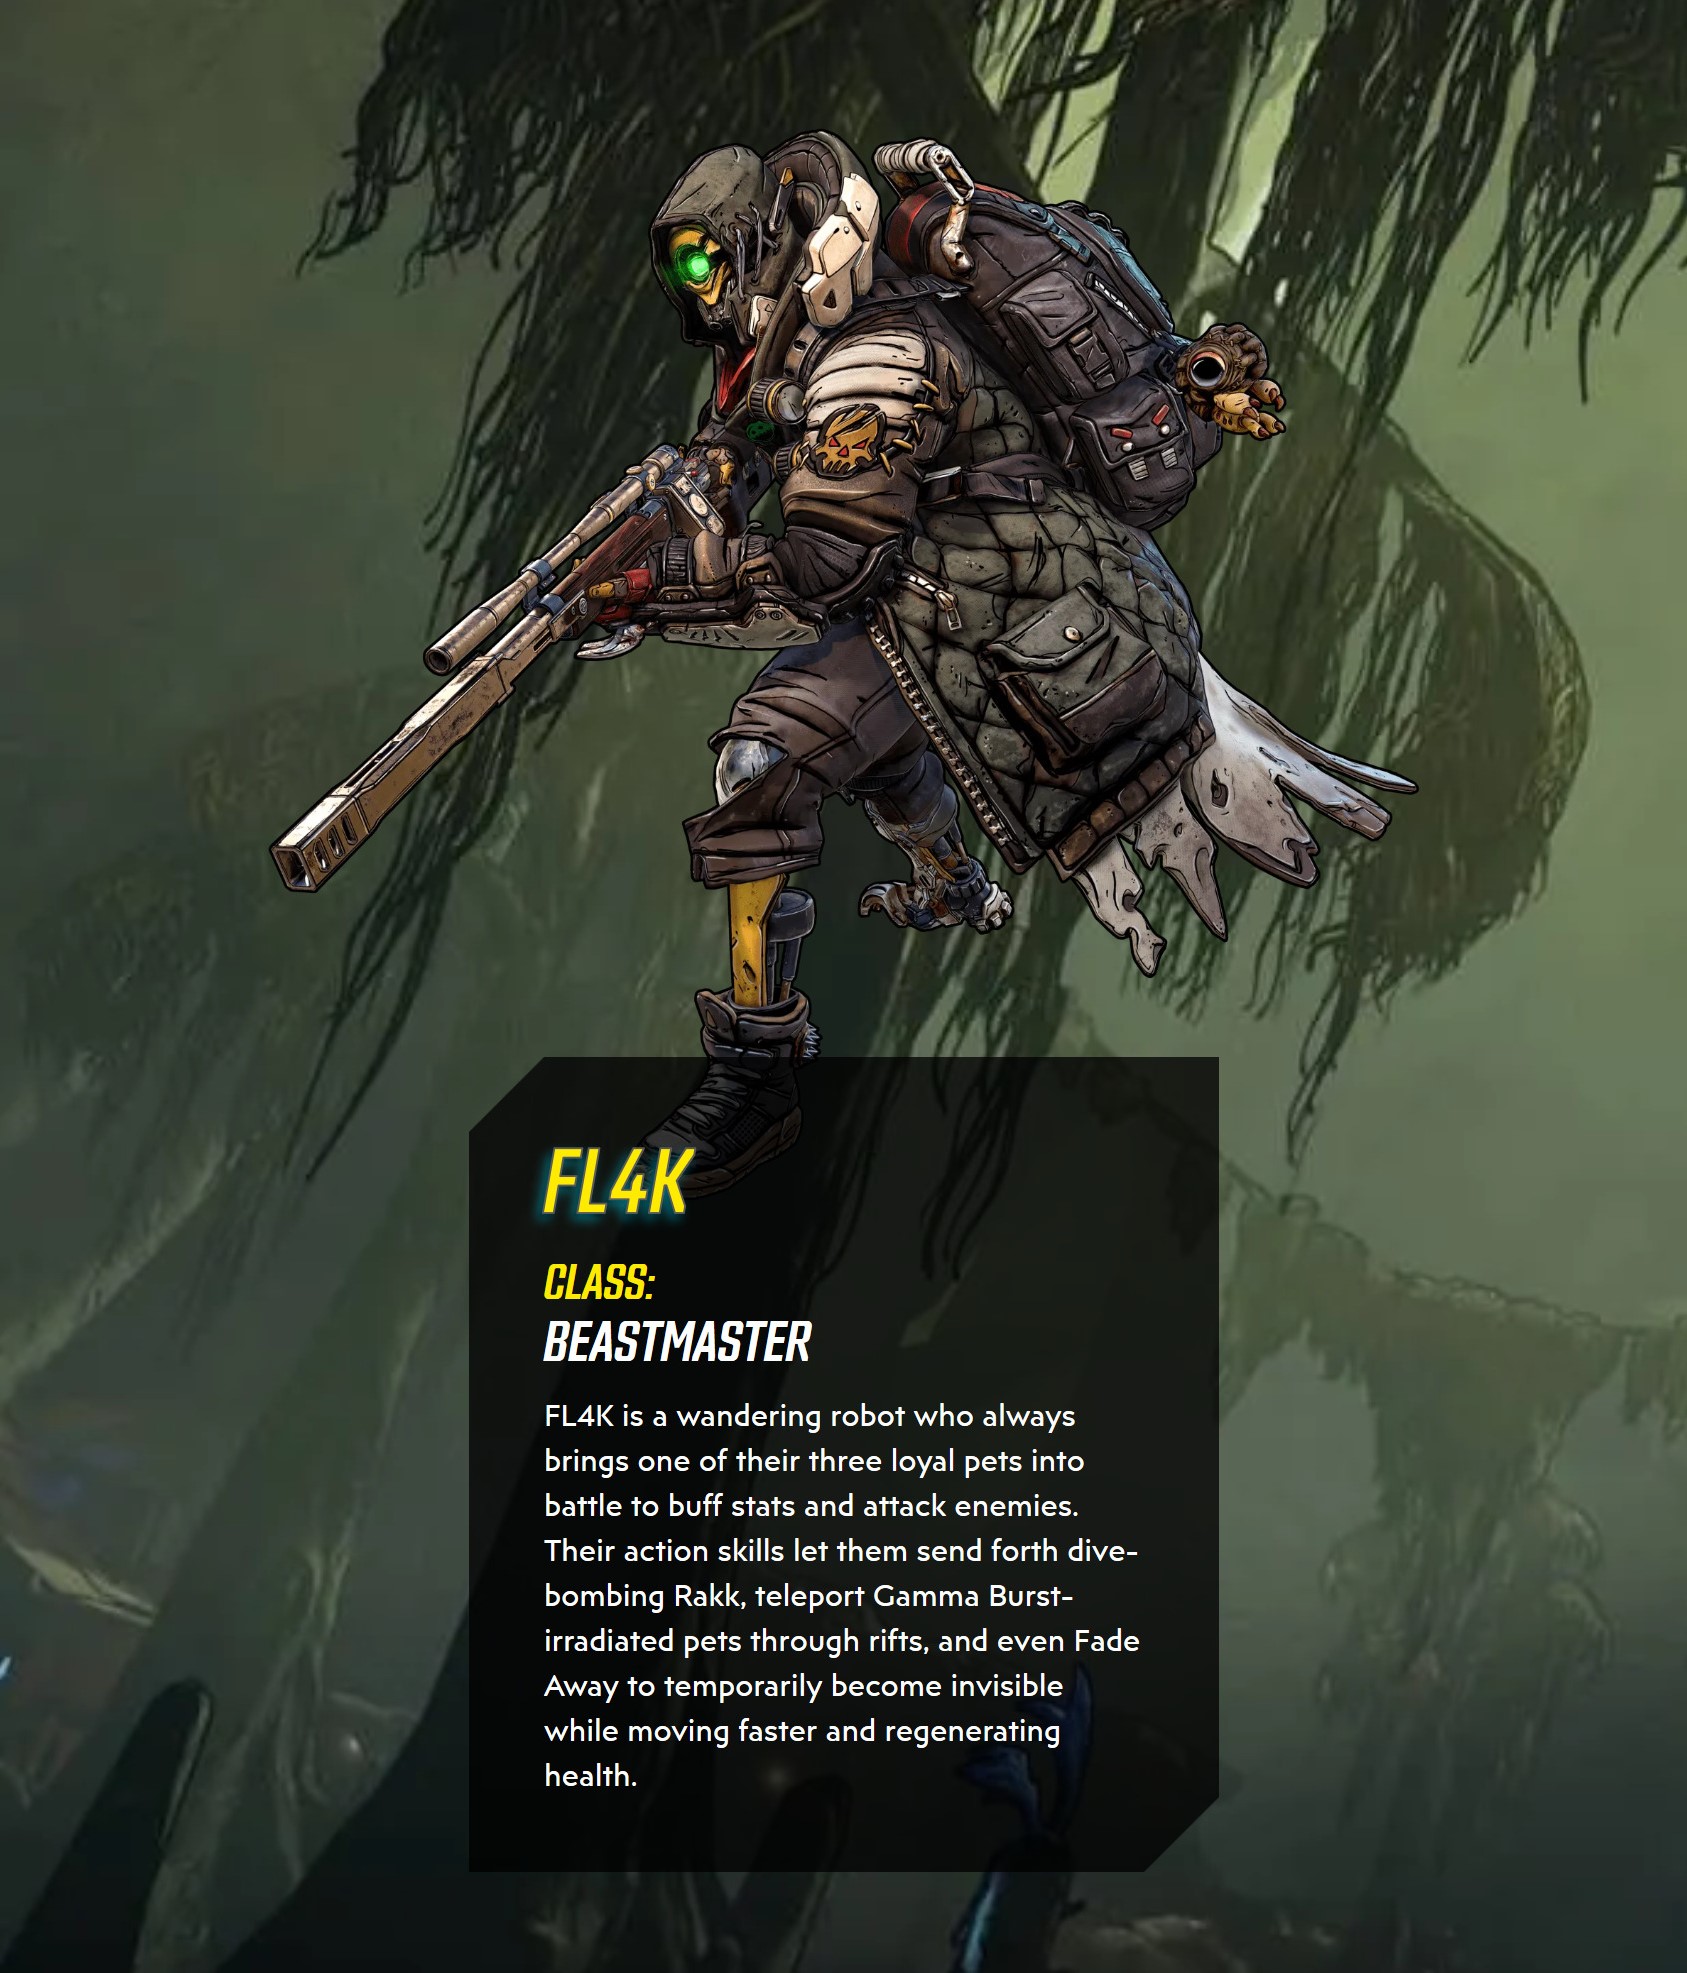 FL4K
CLASS:
BEASTMASTER
FL4K is a wandering robot who always
brings one of their three loyal pets into
battle to buff stats and attack enemies.
Their action skills let them send forth dive-
bombing Rakk, teleport Gamma Burst-
irradiated pets through rifts, and even Fade
Away to temporarily become invisible
while moving faster and regenerating
health.